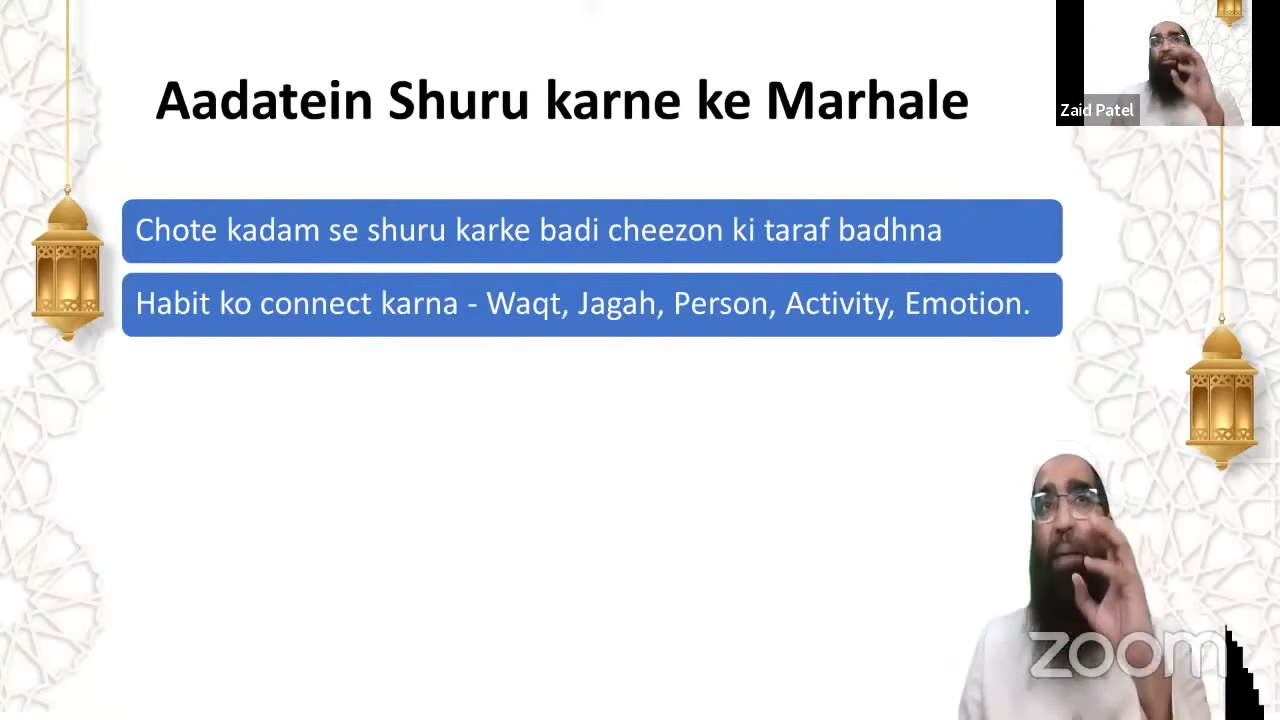 Aadatein Shuru karne ke Marhale
Zaid Patel
Chote kadam se shuru karke badi cheezon ki taraf badhna
Habit ko connect karna - Waqt, Jagah, Person, Activity, Emotion.
zoom